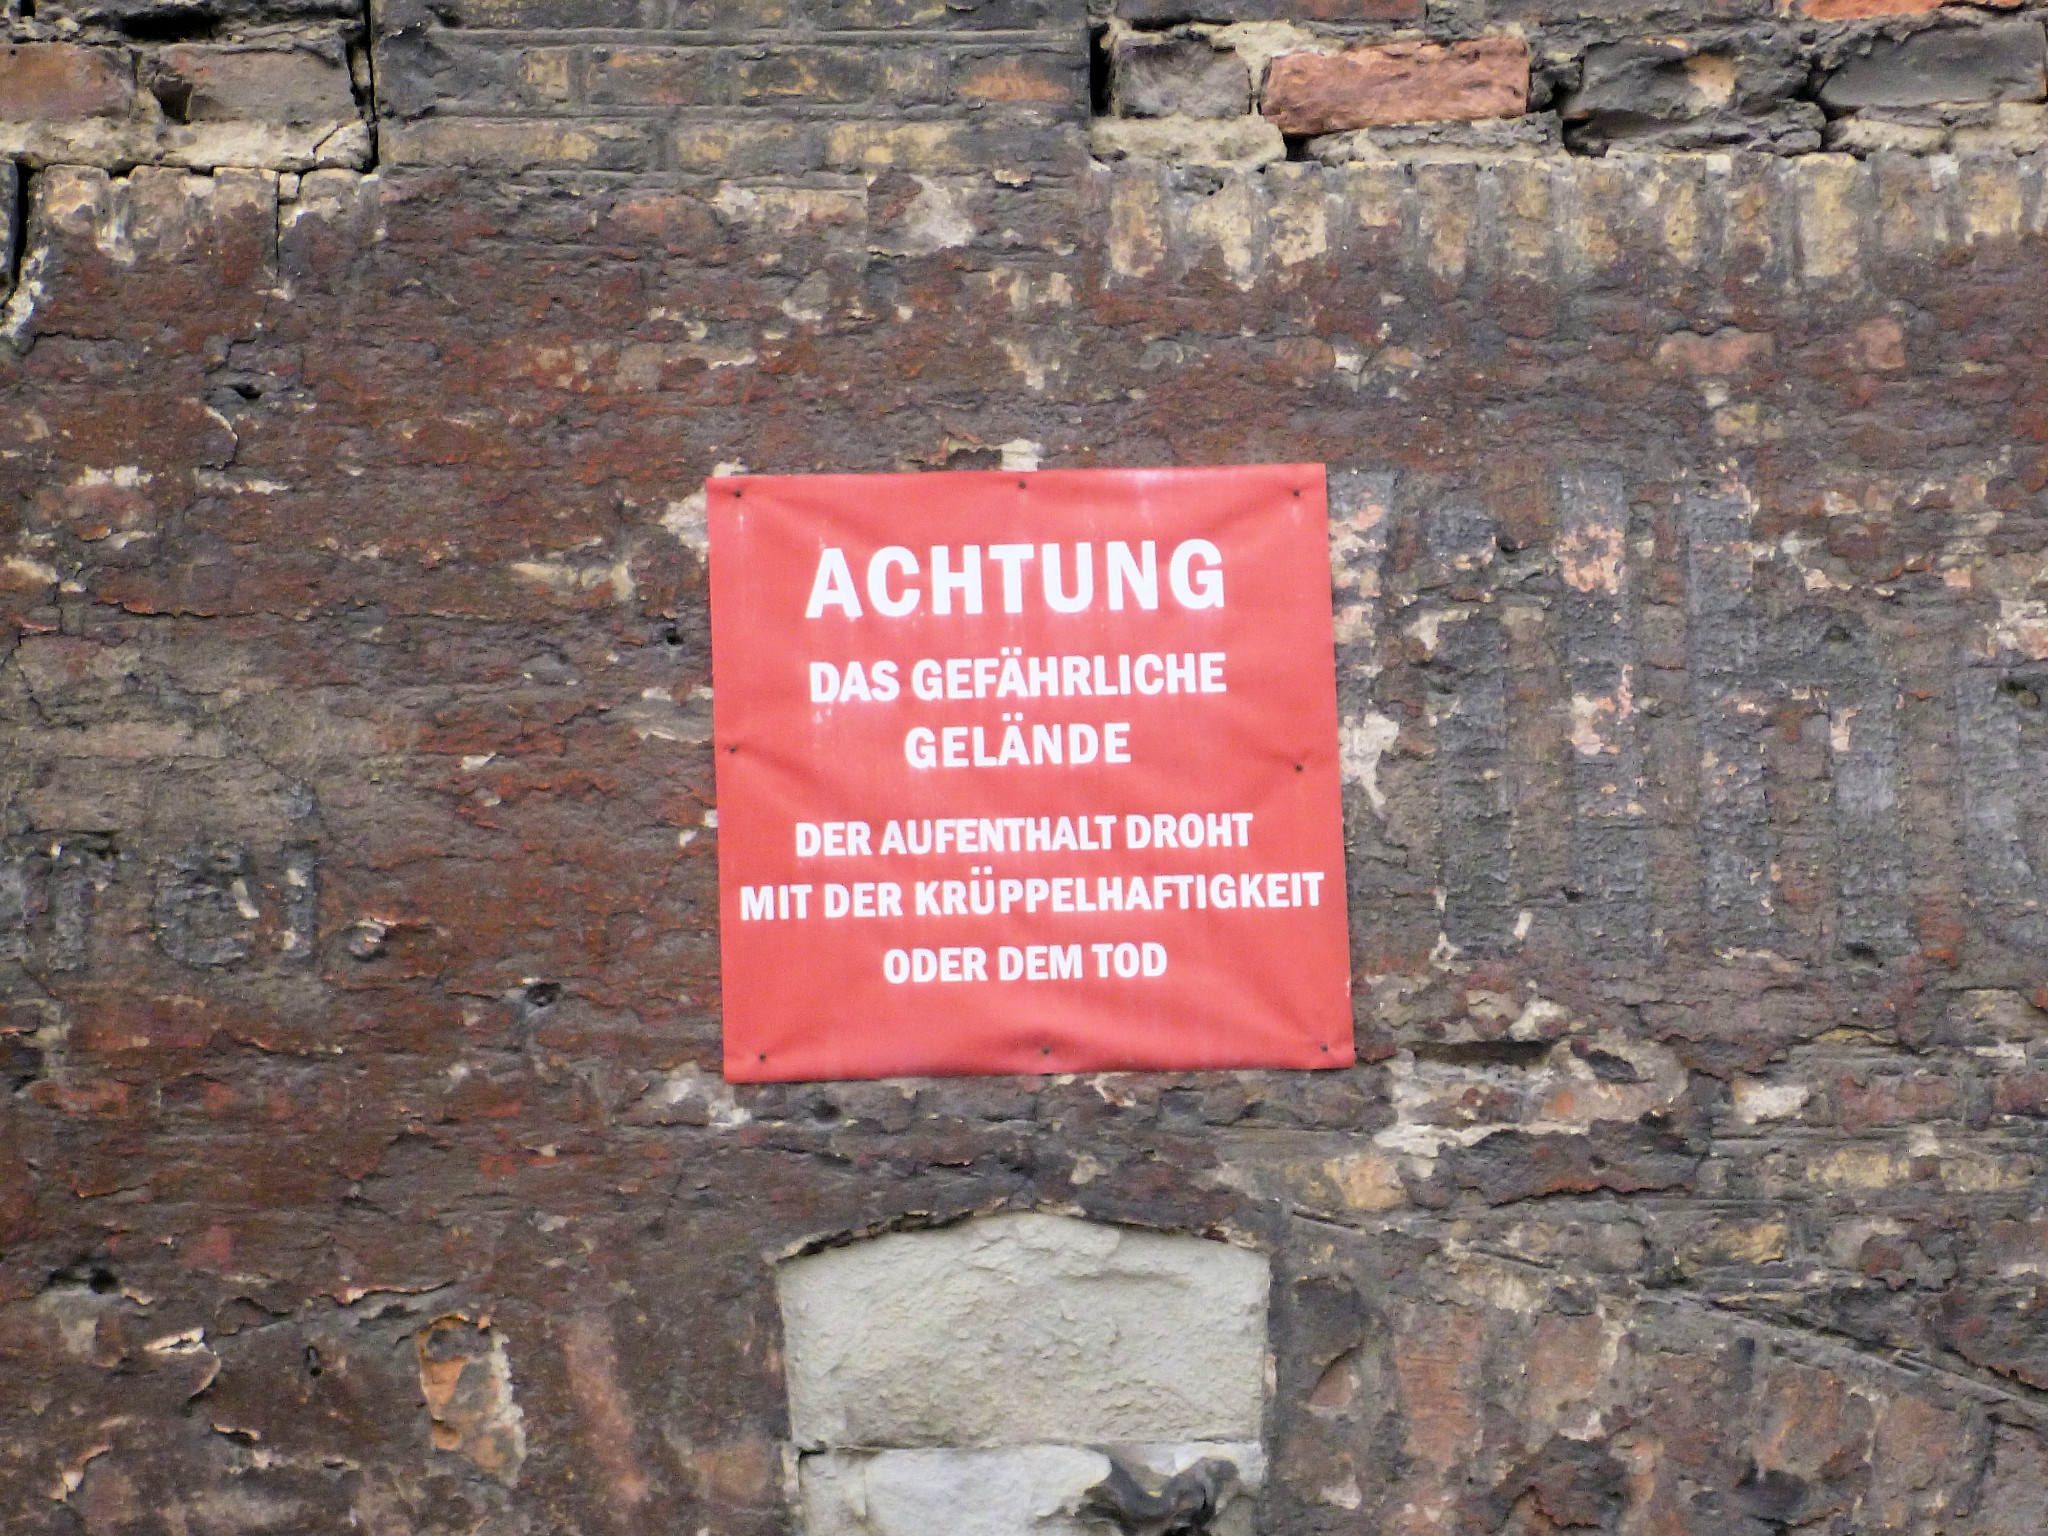 ACHTUNG
DAS GEFÄHRLICHE
GELÄNDE
DER AUFENTHALT DROHT
MIT DER KRÜPPELHAFTIGKEIT
ODER DEM TOD